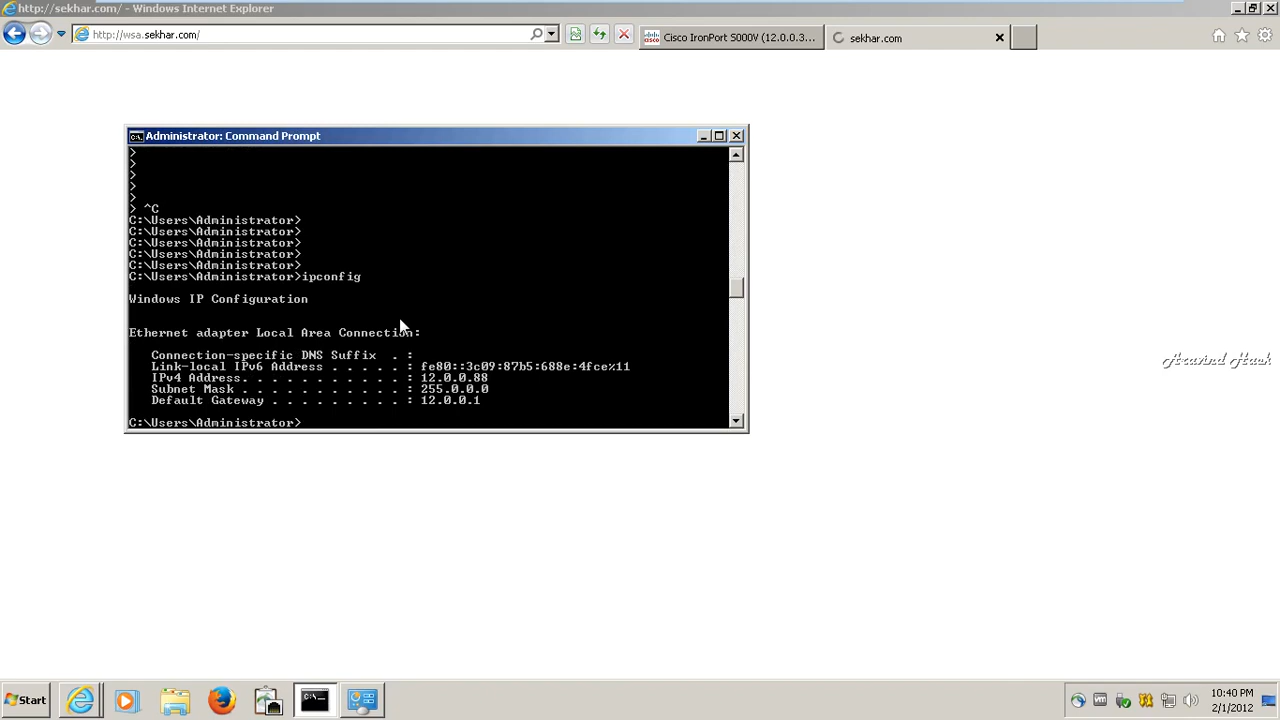 http://sekhar.com/ - Windows Internet Explorer
http://wsa.sekhar.com/
Cisco IronPort S000V (12.0.0.3...
sekhar.com
Administrator: Command Prompt
>
>
>
>
>
> ^C
C:\Users\Administrator>
C:\Users\Administrator>
C:\Users\Administrator>
C:\Users\Administrator>
C:\Users\Administrator>
C:\Users\Administrator>ipconfig
Windows IP Configuration
Ethernet adapter Local Area Connection:
Connection-specific DNS Suffix . :
Link-local IPv6 Address . . . . . : fe80::3c09:87b5:688e:4fce%11
IPv4 Address. . . . . . . . . . . : 12.0.0.88
Subnet Mask . . . . . . . . . . . : 255.0.0.0
Default Gateway . . . . . . . . . : 12.0.0.1
C:\Users\Administrator>
Aravind Hask
Start
10:40 PM
2/1/2012